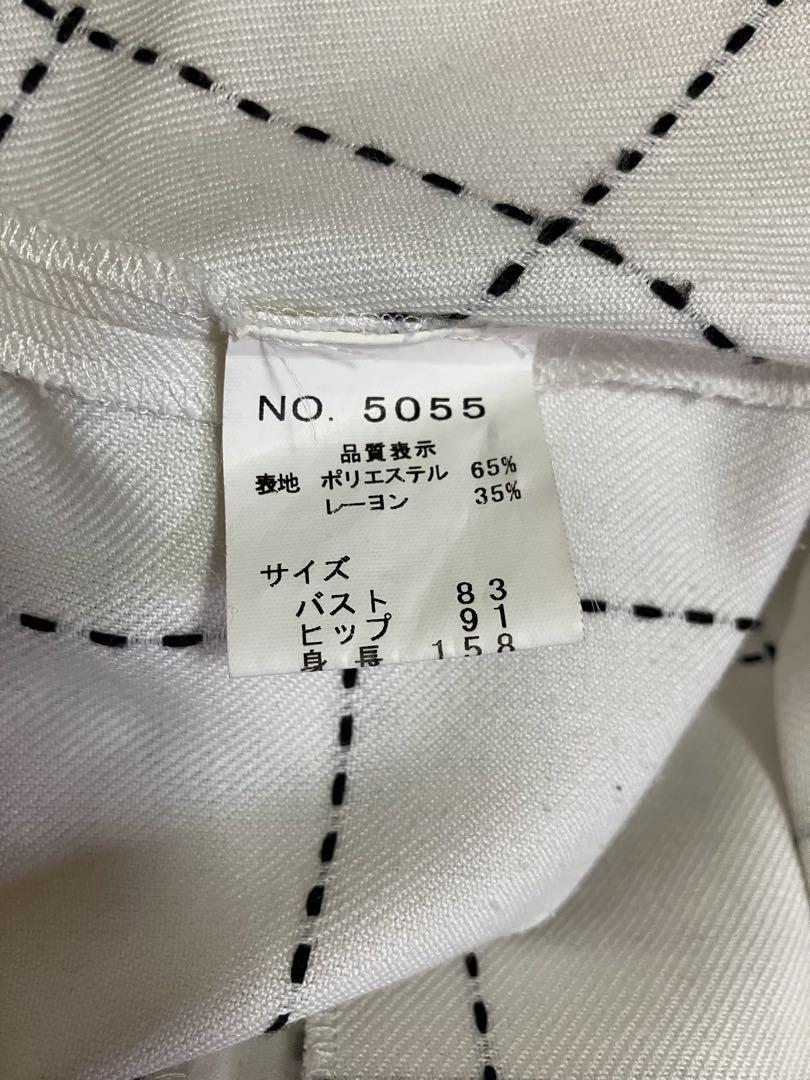 NO. 5055
品質表示
表地 ポリエステル 65%
レーヨン 35%
サイズ
バスト 83
ヒップ 91
身長 158